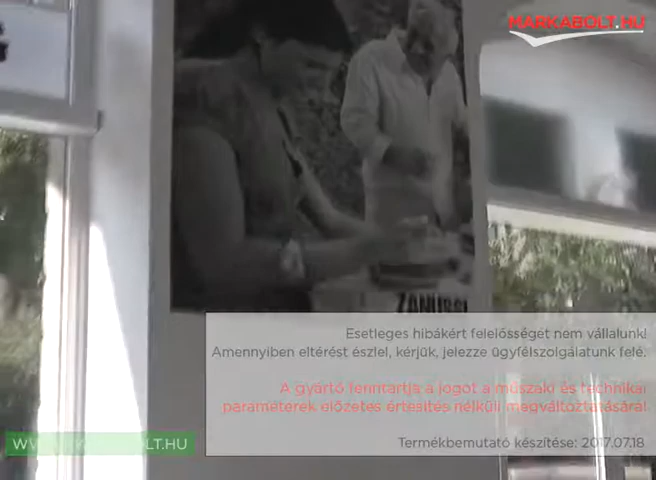 MARKABOLT.HU
ZANUSSI
Esetleges hibákért felelősséget nem vállalunk!
Amennyiben eltérést észlel, kérjük, jelezze ügyfélszolgálatunk felé.
A gyártó fenntartja a jogot a műszaki és technikai
paraméterek előzetes értesítés nélküli megváltoztatására!
Termékbemutató készítése: 2017.07.18